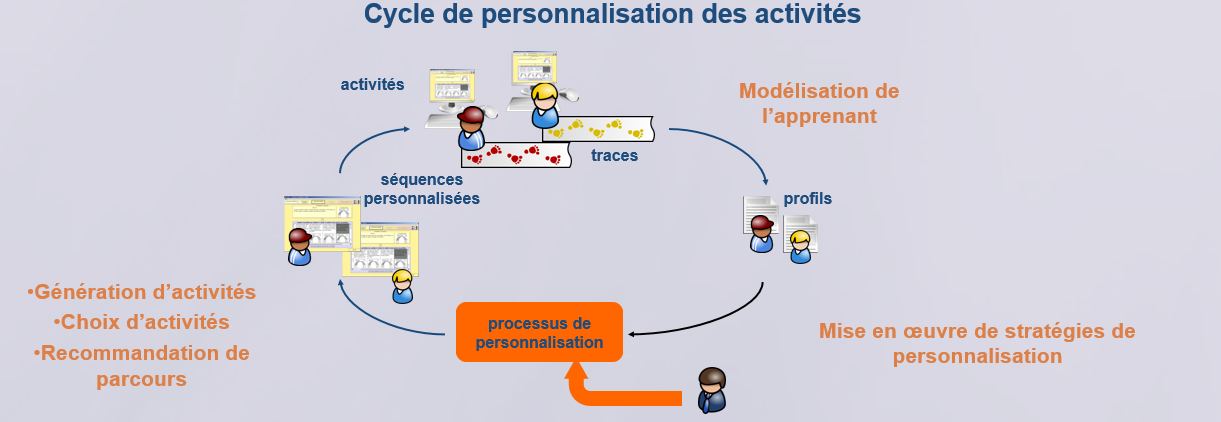 Cycle de personnalisation des activités
activités
Modélisation de
l’apprenant
traces
séquences
personnalisées
profils
•Génération d’activités
•Choix d’activités
•Recommandation de
parcours
processus de
personnalisation
Mise en œuvre de stratégies de
personnalisation